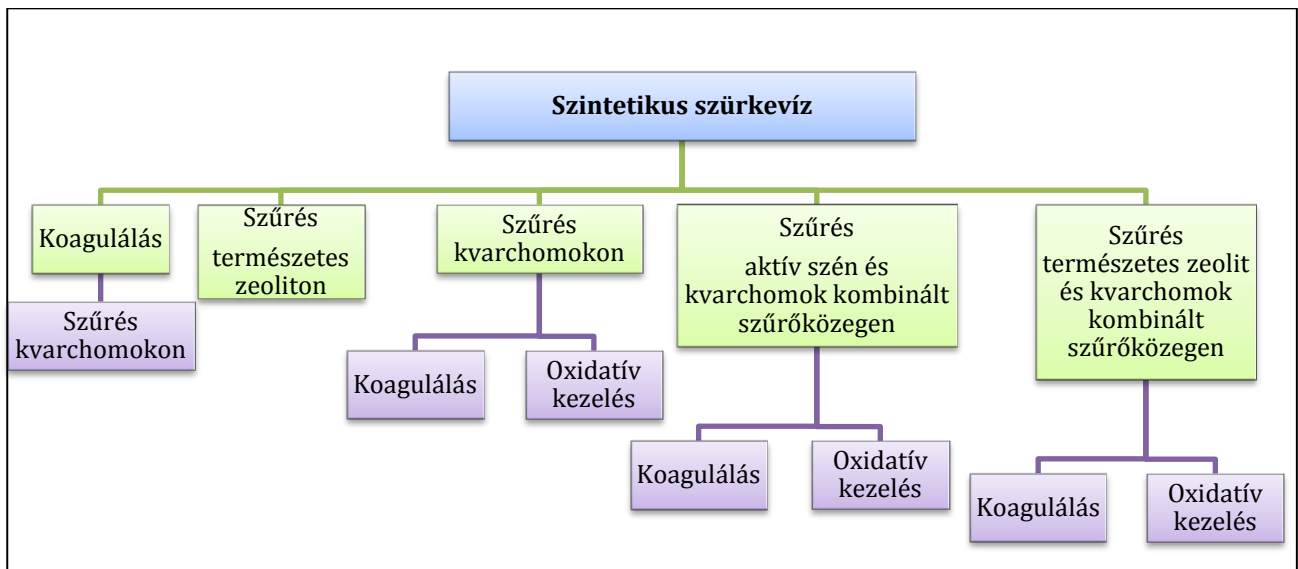 Szintetikus szürkevíz
Koagulálás
Szűrés
kvarchomokon
Szűrés
természetes
zeoliton
Szűrés
kvarchomokon
Koagulálás
Oxidatív
kezelés
Szűrés
aktív szén és
kvarchomok kombinált
szűrőközegen
Koagulálás
Oxidatív
kezelés
Szűrés
természetes zeolit
és kvarchomok
kombinált
szűrőközegen
Koagulálás
Oxidatív
kezelés